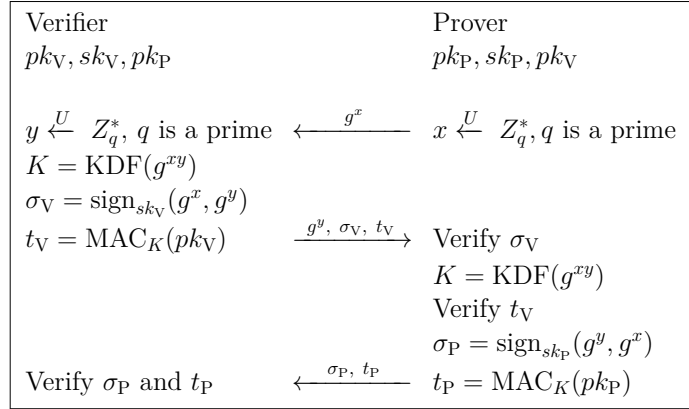 Verifier Prover
pk_V, sk_V, pk_P pk_P, sk_P, pk_V
y ←^U Z_q^*, q is a prime ←^{g^x} x ←^U Z_q^*, q is a prime
K = KDF(g^{xy})
σ_V = sign_{sk_V}(g^x, g^y)
t_V = MAC_K(pk_V) →^{g^y, σ_V, t_V} Verify σ_V
K = KDF(g^{xy})
Verify t_V
σ_P = sign_{sk_P}(g^y, g^x)
Verify σ_P and t_P ←^{σ_P, t_P} t_P = MAC_K(pk_P)